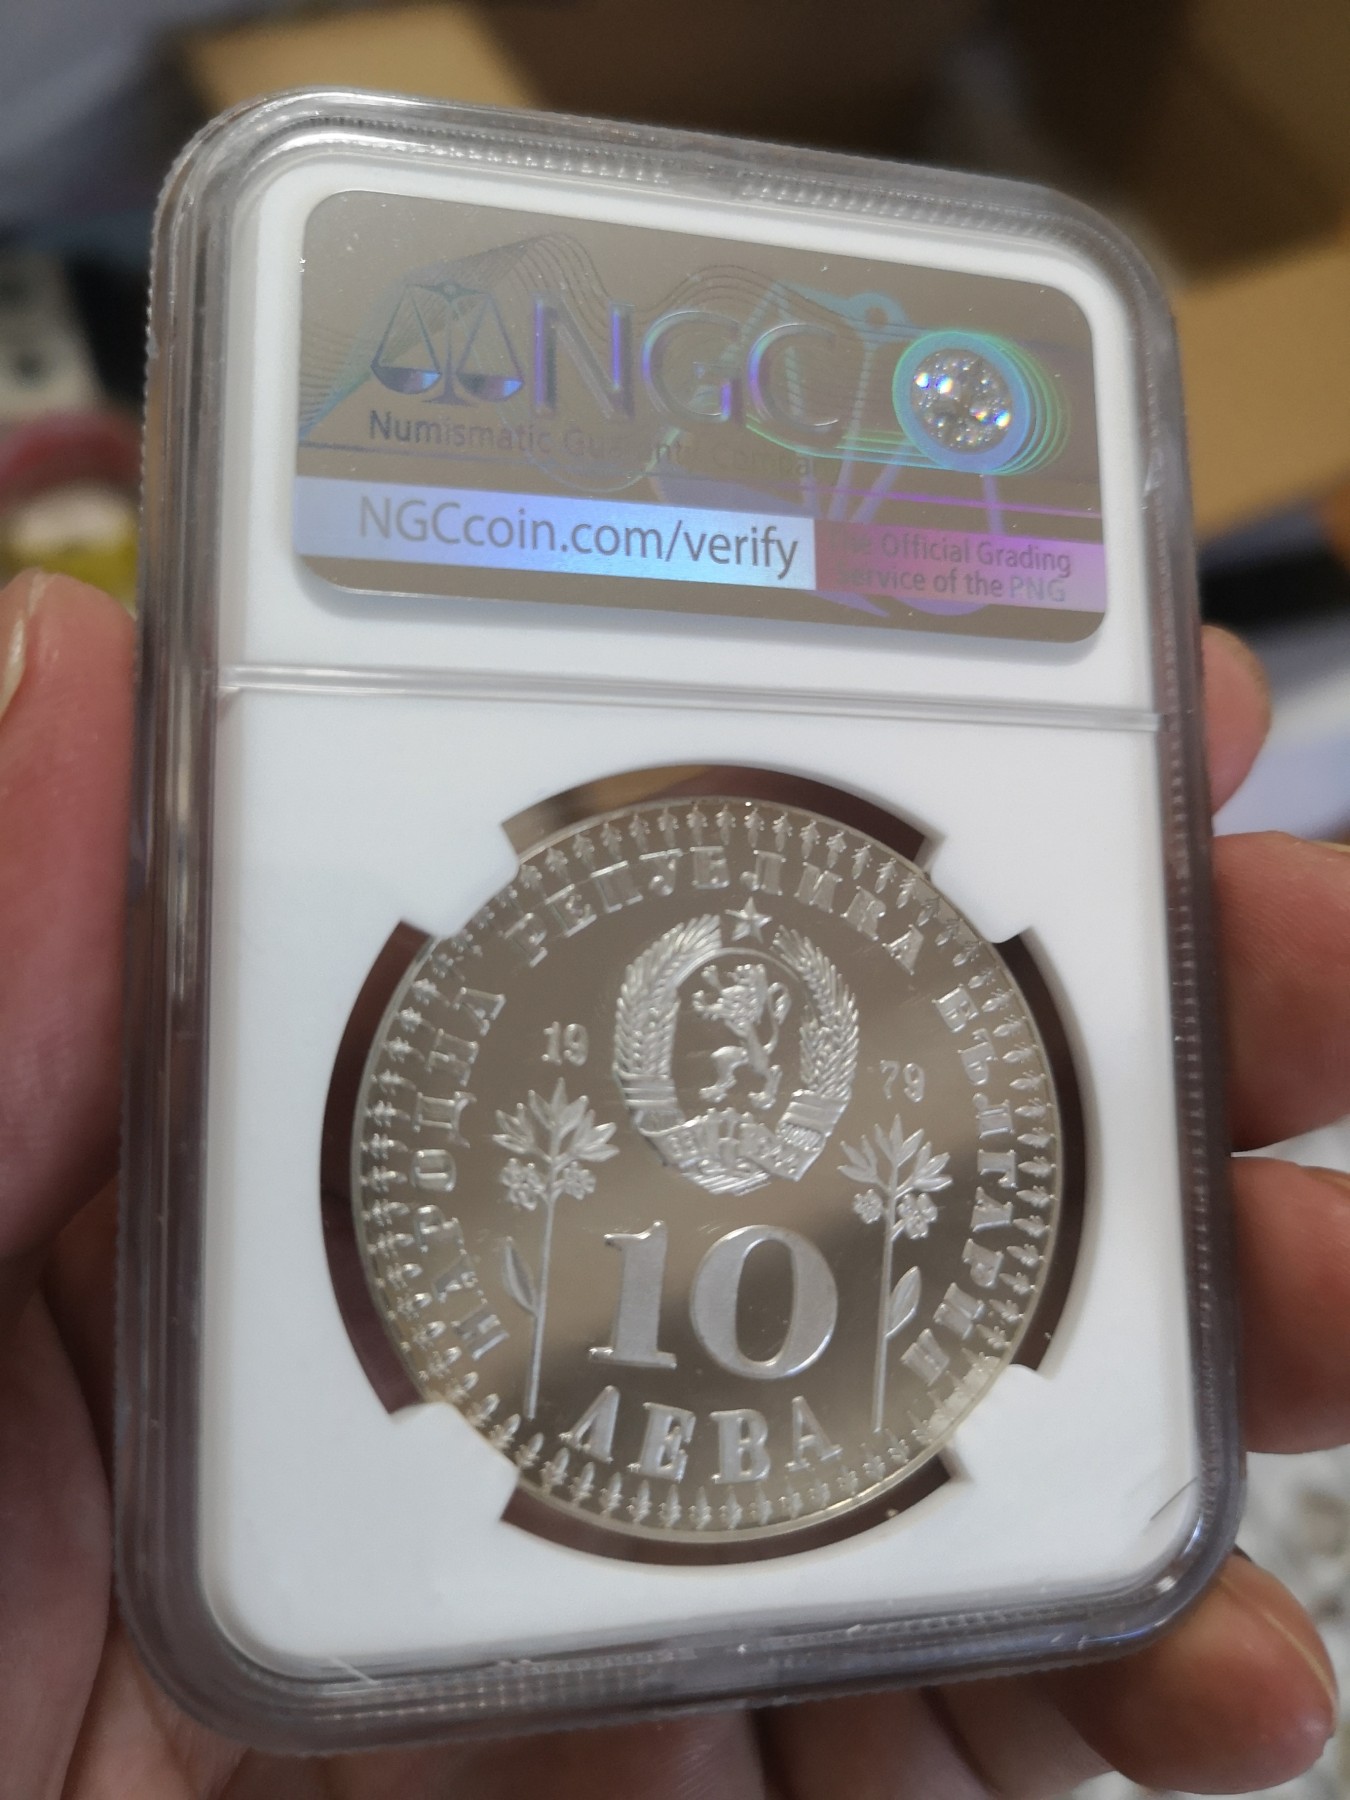 NGC
Numismatic Guaranty Company
NGCcoin.com/verify
The Official Grading
Service of the PNG
НАРОДНА РЕПУБЛИКА БЪЛГАРИЯ
19 79
10
ЛЕВА